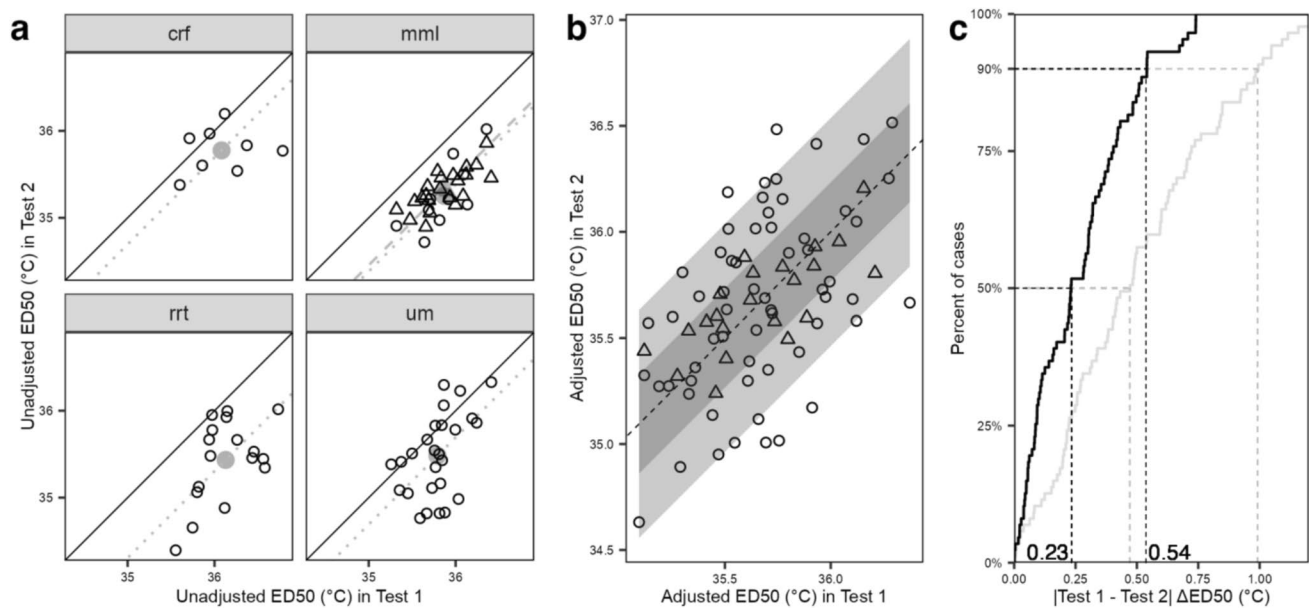 a
crf
mml
36
35
Unadjusted ED50 (°C) in Test 2
rrt
um
36
35
35
36
35
36
Unadjusted ED50 (°C) in Test 1
b
37.0
36.5
36.0
35.5
35.0
34.5
Adjusted ED50 (°C) in Test 2
35.5
36.0
Adjusted ED50 (°C) in Test 1
c
100%
90%
75%
50%
25%
0%
Percent of cases
0.23
0.54
0.00
0.25
0.50
0.75
1.00
|Test 1 - Test 2| ΔED50 (°C)